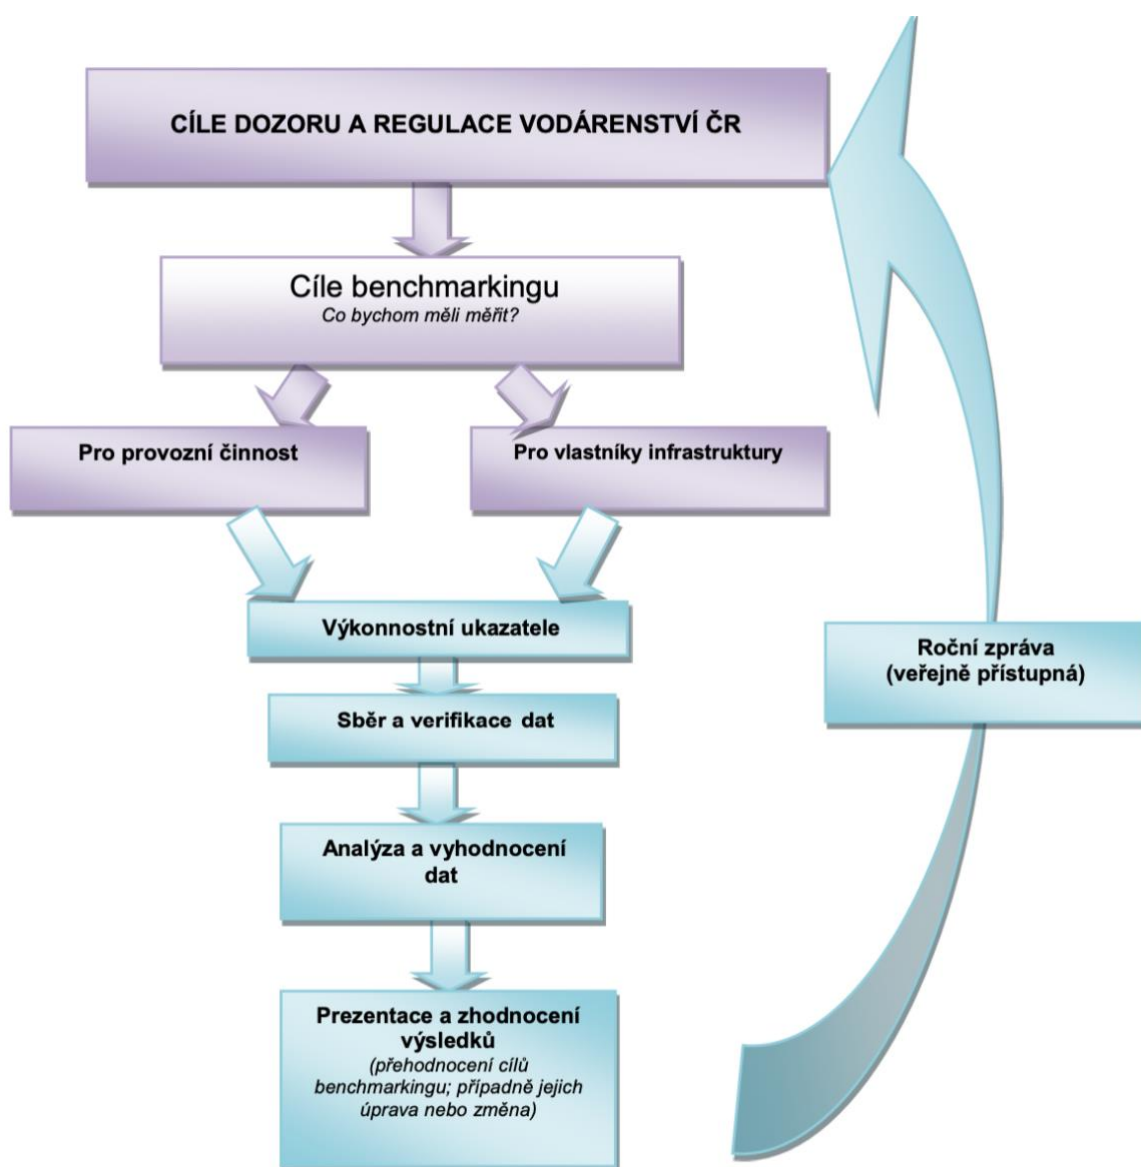 CÍLE DOZORU A REGULACE VODÁRENSTVÍ ČR
Cíle benchmarkingu
Co bychom měli měřit?
Pro provozní činnost
Pro vlastníky infrastruktury
Výkonnostní ukazatele
Roční zpráva
(veřejně přístupná)
Sběr a verifikace dat
Analýza a vyhodnocení
dat
Prezentace a zhodnocení
výsledků
(přehodnocení cílů
benchmarkingu; případně jejich
úprava nebo změna)